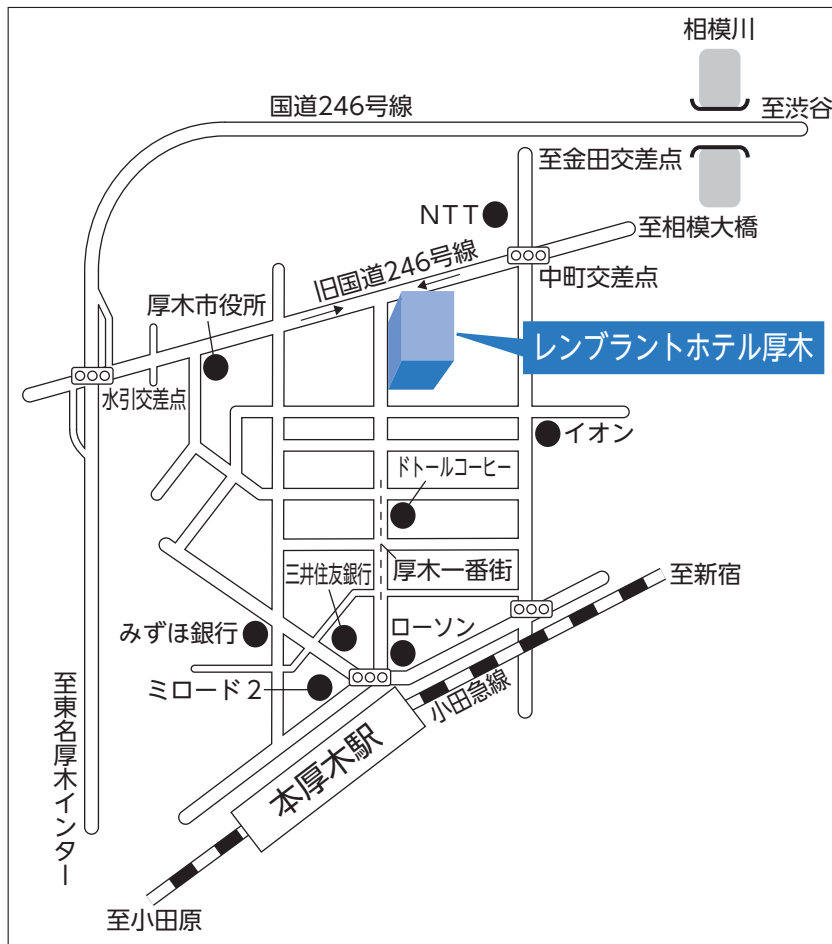 相模川
国道246号線
至渋谷
至金田交差点
NTT
至相模大橋
旧国道246号線
中町交差点
厚木市役所
レンブラントホテル厚木
水引交差点
イオン
ドトールコーヒー
三井住友銀行
厚木一番街
至新宿
みずほ銀行
ローソン
ミロード2
小田急線
至東名厚木インター
本厚木駅
至小田原